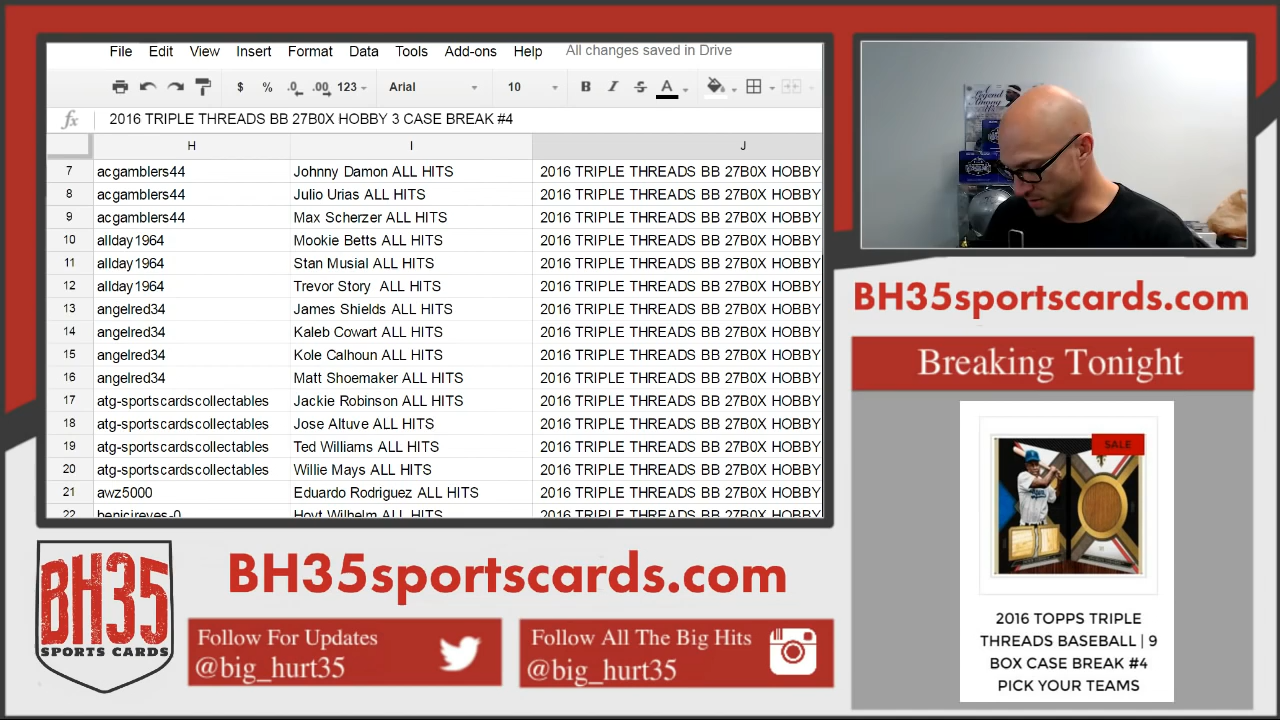 File Edit View Insert Format Data Tools Add-ons Help All changes saved in Drive
$ % .0 .00 123 Arial 10 B I S A
fx 2016 TRIPLE THREADS BB 27B0X HOBBY 3 CASE BREAK #4
H I J
7 acgamblers44 Johnny Damon ALL HITS 2016 TRIPLE THREADS BB 27B0X HOBBY
8 acgamblers44 Julio Urias ALL HITS 2016 TRIPLE THREADS BB 27B0X HOBBY
9 acgamblers44 Max Scherzer ALL HITS 2016 TRIPLE THREADS BB 27B0X HOBBY
10 allday1964 Mookie Betts ALL HITS 2016 TRIPLE THREADS BB 27B0X HOBBY
11 allday1964 Stan Musial ALL HITS 2016 TRIPLE THREADS BB 27B0X HOBBY
12 allday1964 Trevor Story ALL HITS 2016 TRIPLE THREADS BB 27B0X HOBBY
13 angelred34 James Shields ALL HITS 2016 TRIPLE THREADS BB 27B0X HOBBY
14 angelred34 Kaleb Cowart ALL HITS 2016 TRIPLE THREADS BB 27B0X HOBBY
15 angelred34 Kole Calhoun ALL HITS 2016 TRIPLE THREADS BB 27B0X HOBBY
16 angelred34 Matt Shoemaker ALL HITS 2016 TRIPLE THREADS BB 27B0X HOBBY
17 atg-sportscardscollectables Jackie Robinson ALL HITS 2016 TRIPLE THREADS BB 27B0X HOBBY
18 atg-sportscardscollectables Jose Altuve ALL HITS 2016 TRIPLE THREADS BB 27B0X HOBBY
19 atg-sportscardscollectables Ted Williams ALL HITS 2016 TRIPLE THREADS BB 27B0X HOBBY
20 atg-sportscardscollectables Willie Mays ALL HITS 2016 TRIPLE THREADS BB 27B0X HOBBY
21 awz5000 Eduardo Rodriguez ALL HITS 2016 TRIPLE THREADS BB 27B0X HOBBY
22 benicireyes-0 Hoyt Wilhelm ALL HITS 2016 TRIPLE THREADS BB 27B0X HOBBY
BH35
SPORTS CARDS
BH35sportscards.com
Follow For Updates
@big_hurt35
Follow All The Big Hits
@big_hurt35
BH35sportscards.com
Breaking Tonight
SALE
2016 TOPPS TRIPLE
THREADS BASEBALL | 9
BOX CASE BREAK #4
PICK YOUR TEAMS